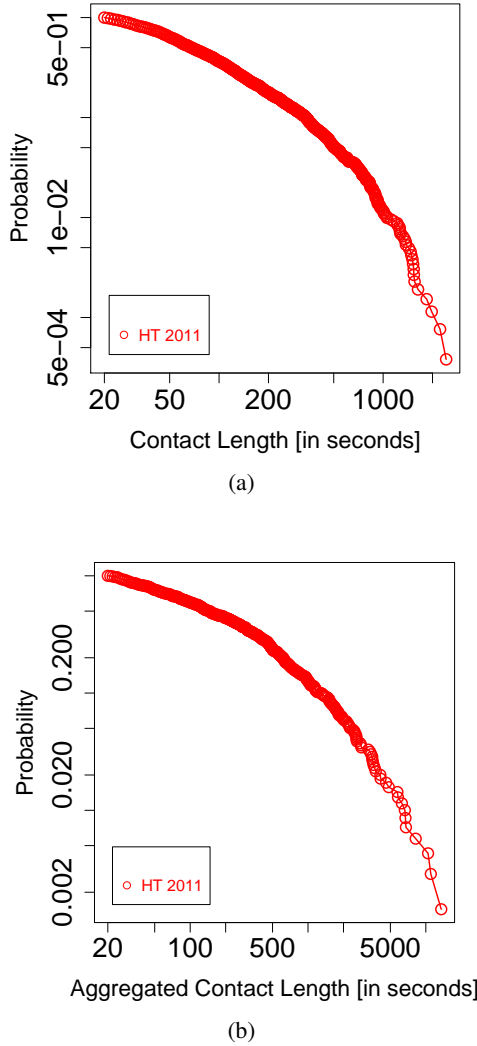 Probability
5e−01
1e−02
5e−04
HT 2011
20 50 200 1000
Contact Length [in seconds]
(a)
Probability
0.200
0.020
0.002
HT 2011
20 100 500 5000
Aggregated Contact Length [in seconds]
(b)